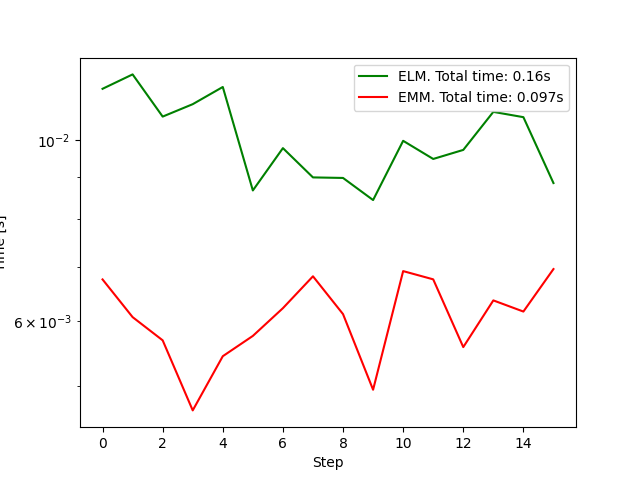 ELM. Total time: 0.16s
EMM. Total time: 0.097s
10⁻²
6 × 10⁻³
[s]
0 2 4 6 8 10 12 14
Step